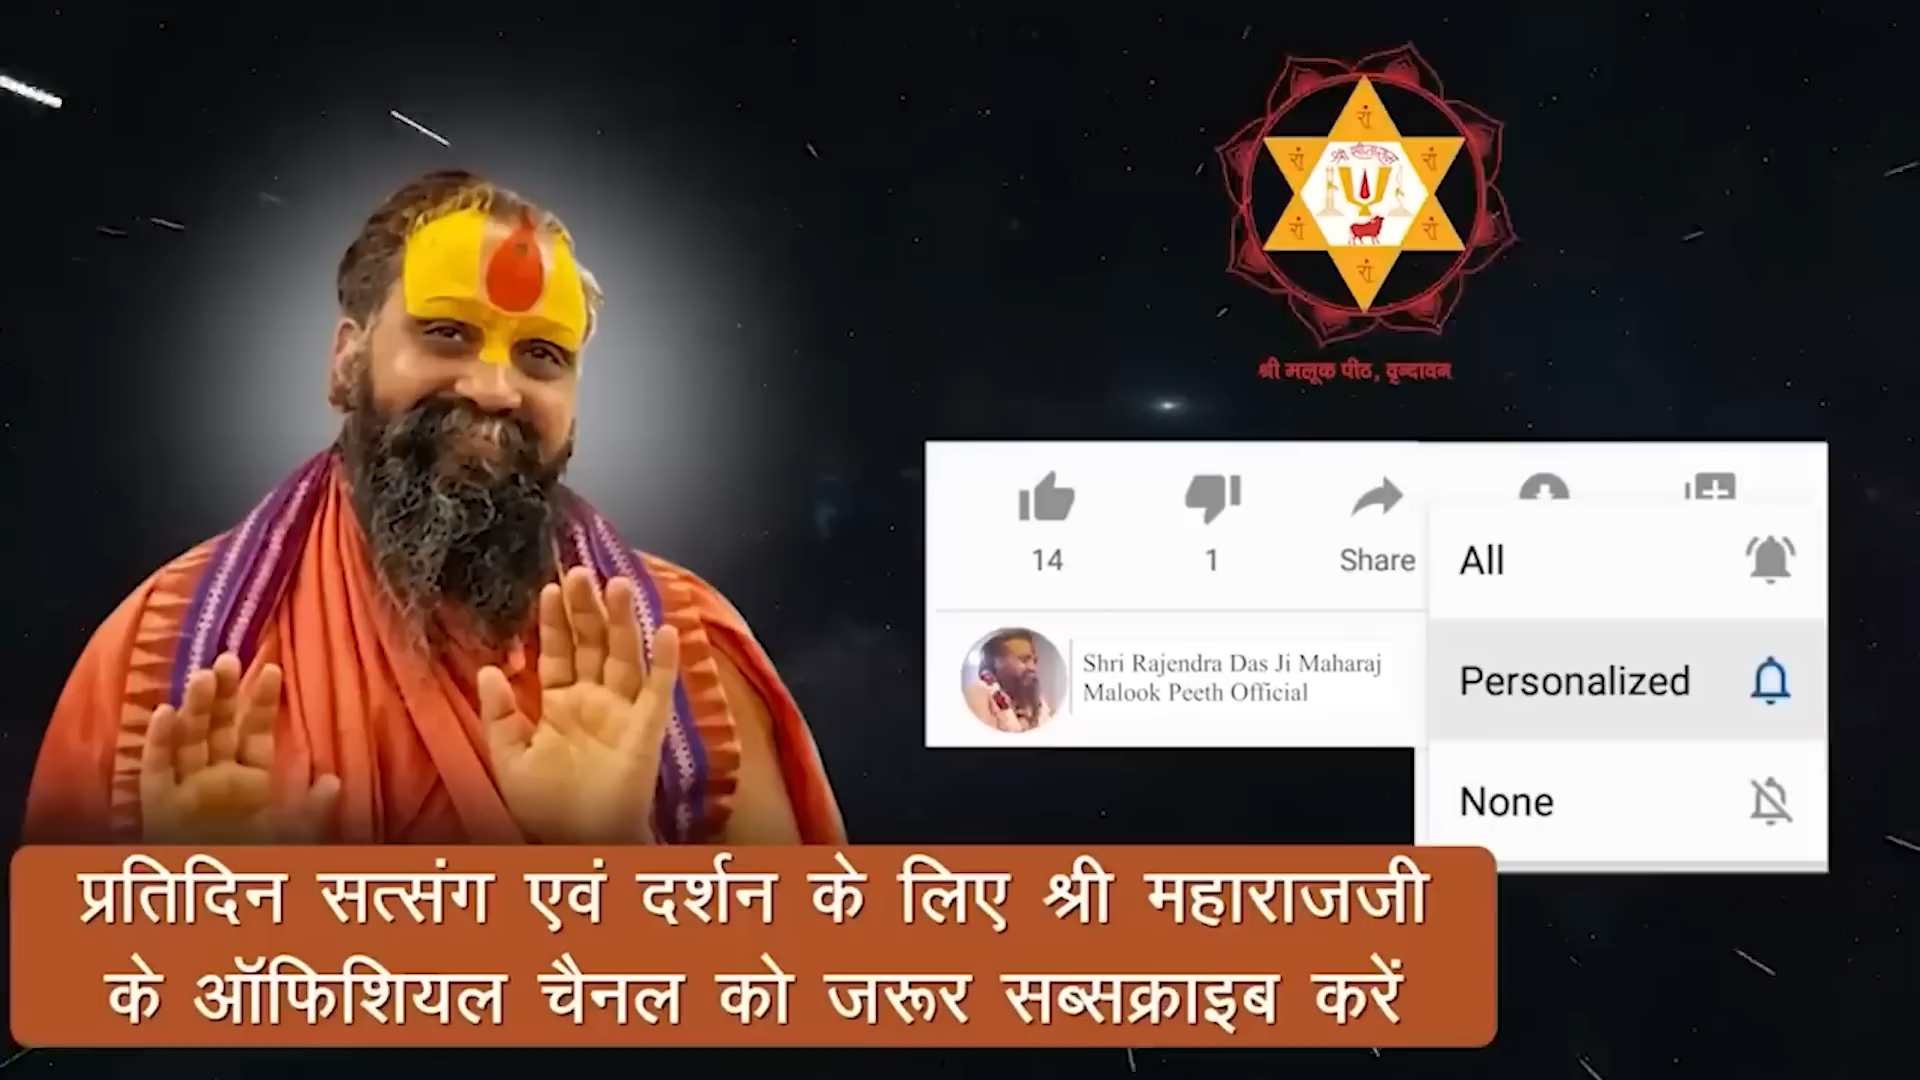 रां
रां
रां
श्री सीताराम
रां
रां
रां
श्री मलूक पीठ, वृन्दावन
14
1
Share
All
Shri Rajendra Das Ji Maharaj
Malook Peeth Official
Personalized
None
प्रतिदिन सत्संग एवं दर्शन के लिए श्री महाराजजी
के ऑफिशियल चैनल को जरूर सब्सक्राइब करें